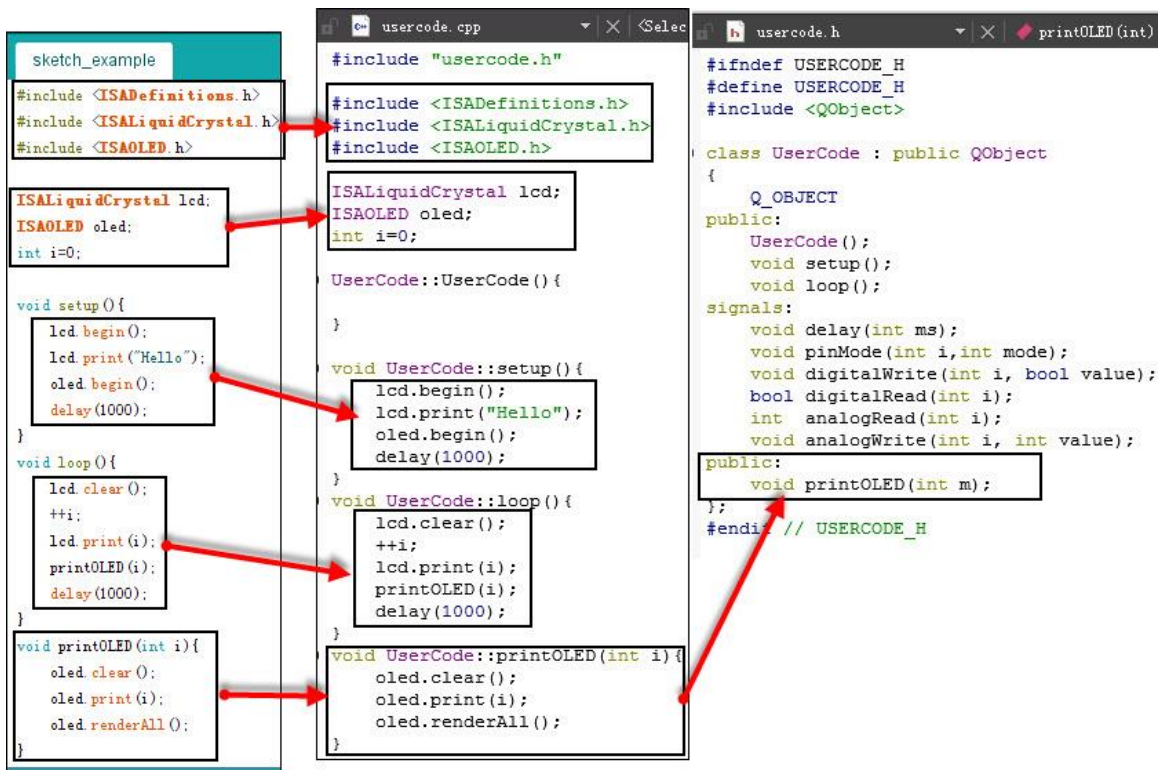 sketch_example
#include <ISADefinitions.h>
#include <ISALiquidCrystal.h>
#include <ISAOLED.h>
ISALiquidCrystal lcd;
ISAOLED oled;
int i=0;
void setup(){
lcd.begin();
lcd.print("Hello");
oled.begin();
delay(1000);
}
void loop(){
lcd.clear();
++i;
lcd.print(i);
printOLED(i);
delay(1000);
}
void printOLED(int i){
oled.clear();
oled.print(i);
oled.renderAll();
}
usercode.cpp <Selec
#include "usercode.h"
#include <ISADefinitions.h>
#include <ISALiquidCrystal.h>
#include <ISAOLED.h>
ISALiquidCrystal lcd;
ISAOLED oled;
int i=0;
UserCode::UserCode(){
}
void UserCode::setup(){
lcd.begin();
lcd.print("Hello");
oled.begin();
delay(1000);
}
void UserCode::loop(){
lcd.clear();
++i;
lcd.print(i);
printOLED(i);
delay(1000);
}
void UserCode::printOLED(int i){
oled.clear();
oled.print(i);
oled.renderAll();
}
usercode.h printOLED(int)
#ifndef USERCODE_H
#define USERCODE_H
#include <QObject>
class UserCode : public QObject
{
Q_OBJECT
public:
UserCode();
void setup();
void loop();
signals:
void delay(int ms);
void pinMode(int i,int mode);
void digitalWrite(int i, bool value);
bool digitalRead(int i);
int analogRead(int i);
void analogWrite(int i, int value);
public:
void printOLED(int m);
};
#endif // USERCODE_H